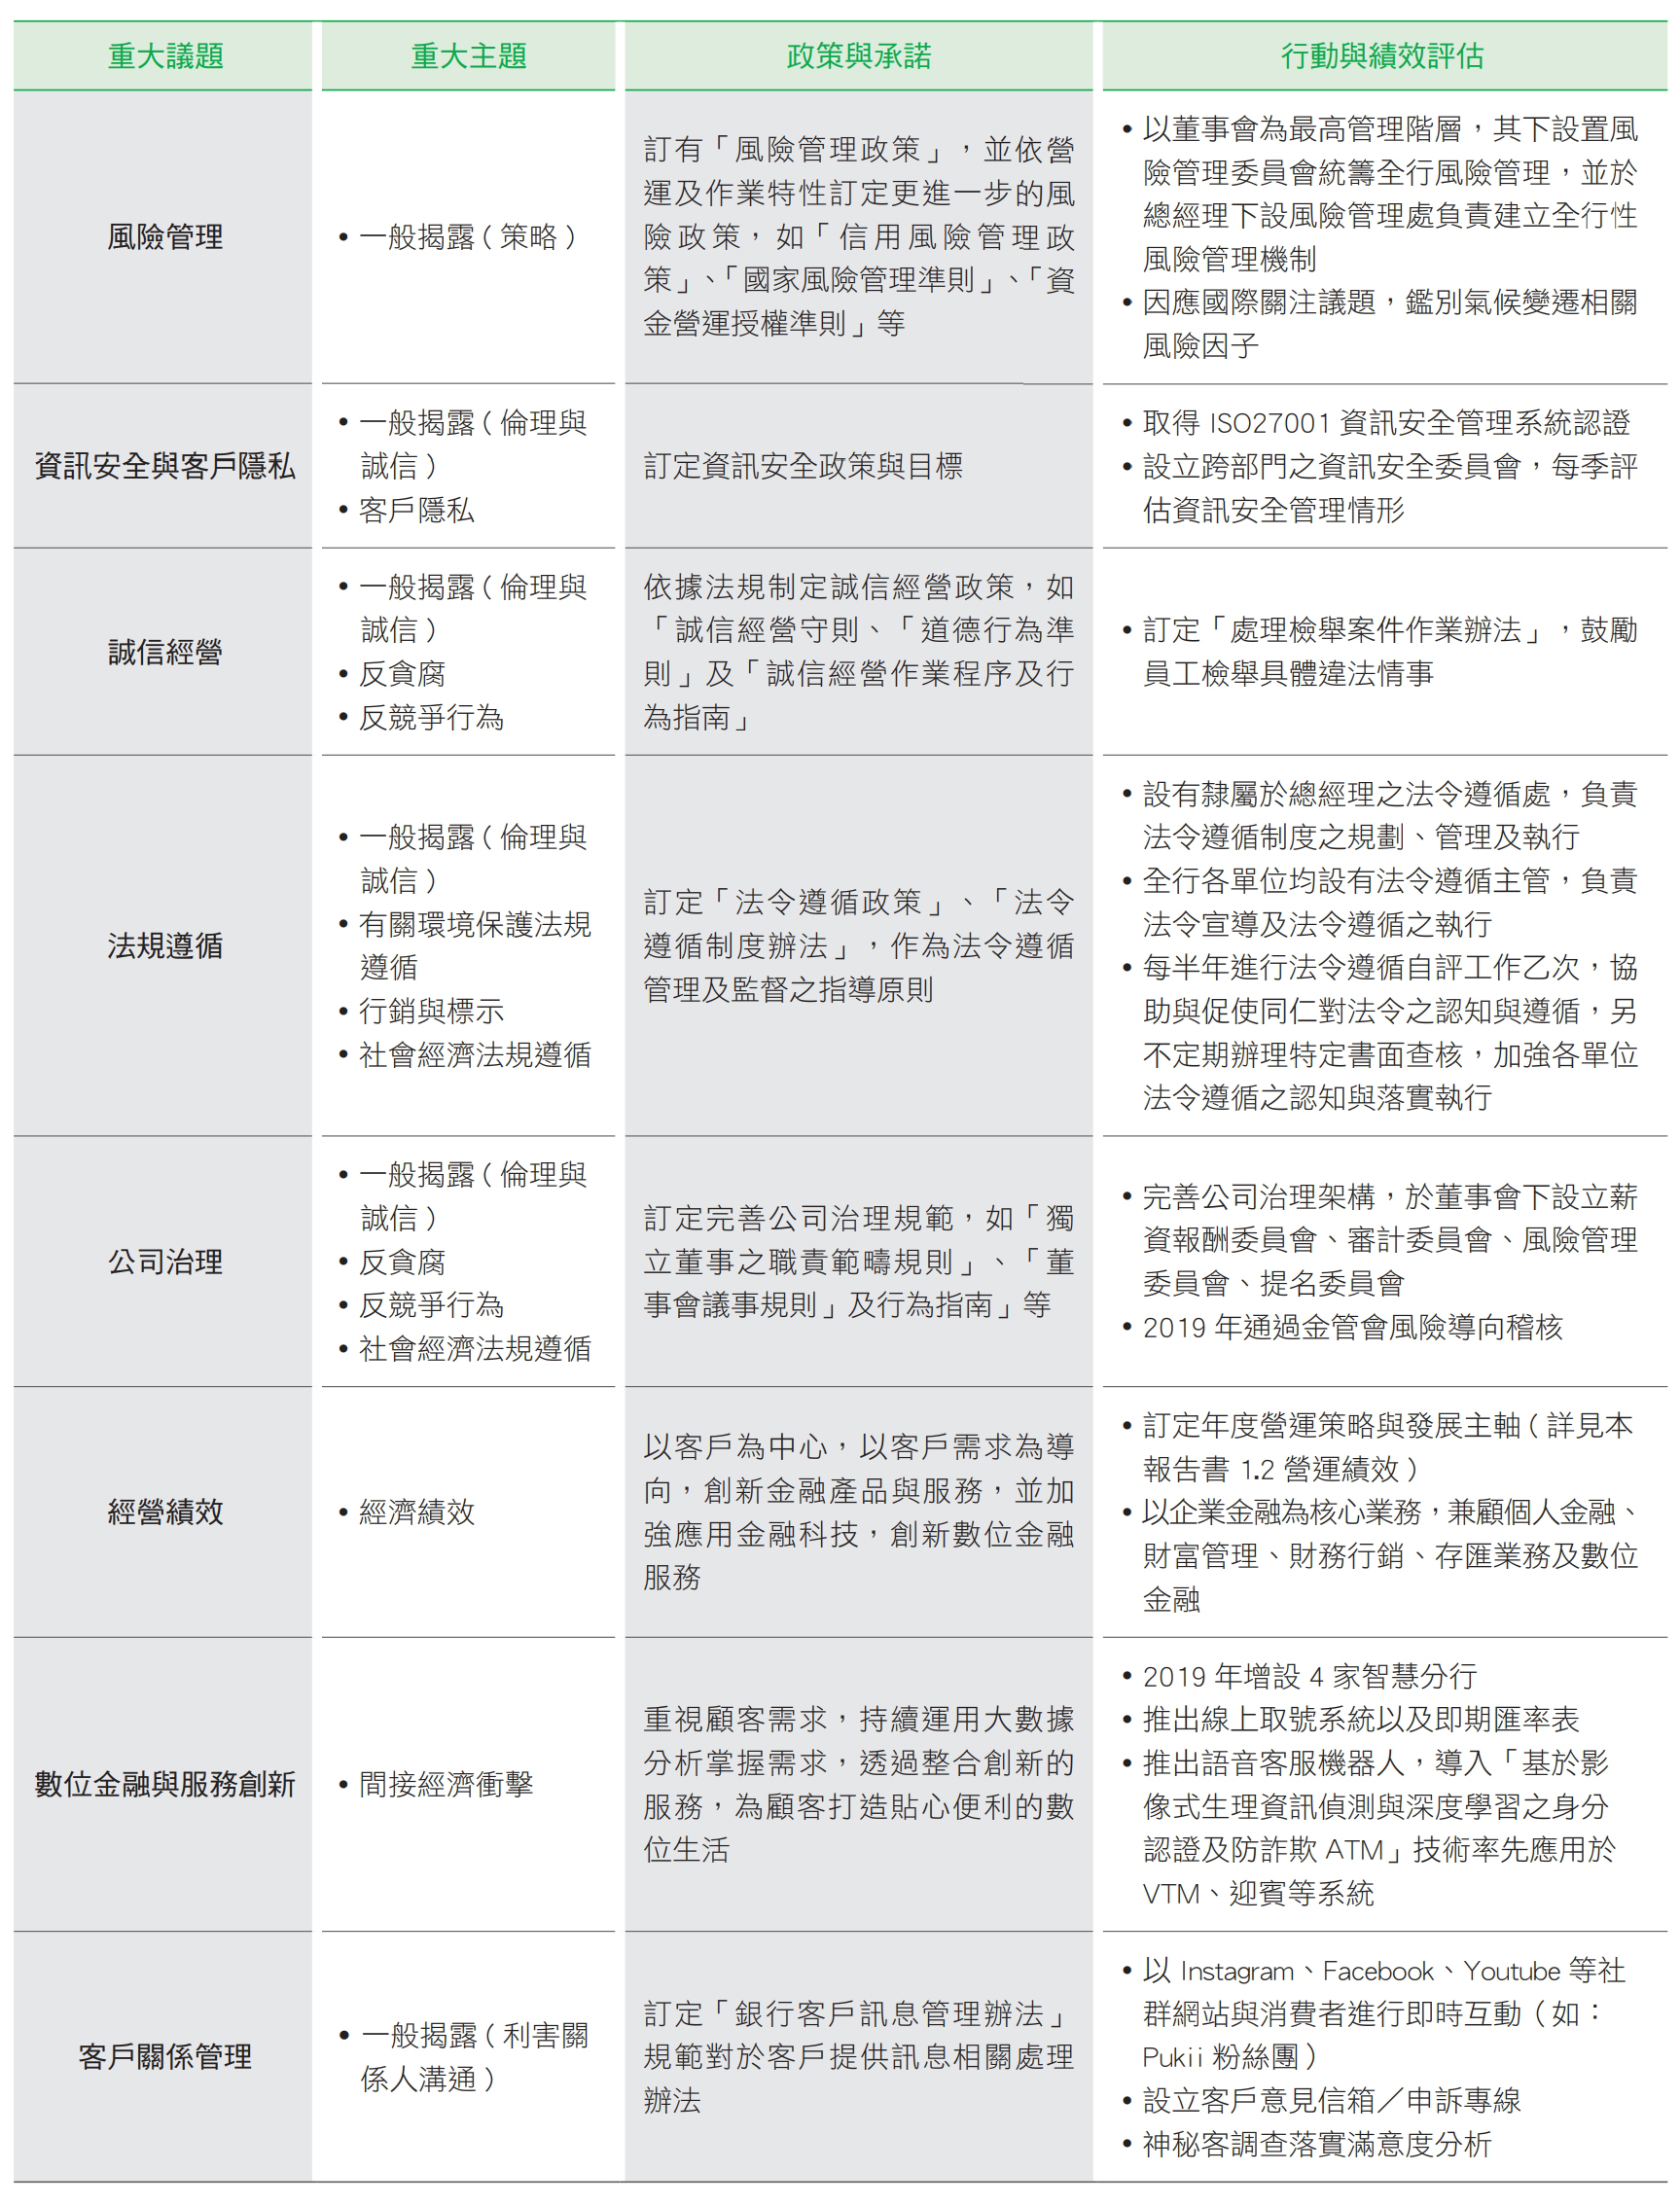 重大議題
重大主題
政策與承諾
行動與績效評估
風險管理
• 一般揭露（策略）
訂有「風險管理政策」，並依營
運及作業特性訂定更進一步的風
險政策，如「信用風險管理政
策」、「國家風險管理準則」、「資
金營運授權準則」等
• 以董事會為最高管理階層，其下設置風
險管理委員會統籌全行風險管理，並於
總經理下設風險管理處負責建立全行性
風險管理機制
• 因應國際關注議題，鑑別氣候變遷相關
風險因子
資訊安全與客戶隱私
• 一般揭露（倫理與
誠信）
• 客戶隱私
訂定資訊安全政策與目標
• 取得 ISO27001 資訊安全管理系統認證
• 設立跨部門之資訊安全委員會，每季評
估資訊安全管理情形
誠信經營
• 一般揭露（倫理與
誠信）
• 反貪腐
• 反競爭行為
依據法規制定誠信經營政策，如
「誠信經營守則、「道德行為準
則」及「誠信經營作業程序及行
為指南」
• 訂定「處理檢舉案件作業辦法」，鼓勵
員工檢舉具體違法情事
法規遵循
• 一般揭露（倫理與
誠信）
• 有關環境保護法規
遵循
• 行銷與標示
• 社會經濟法規遵循
訂定「法令遵循政策」、「法令
遵循制度辦法」，作為法令遵循
管理及監督之指導原則
• 設有隸屬於總經理之法令遵循處，負責
法令遵循制度之規劃、管理及執行
• 全行各單位均設有法令遵循主管，負責
法令宣導及法令遵循之執行
• 每半年進行法令遵循自評工作乙次，協
助與促使同仁對法令之認知與遵循，另
不定期辦理特定書面查核，加強各單位
法令遵循之認知與落實執行
公司治理
• 一般揭露（倫理與
誠信）
• 反貪腐
• 反競爭行為
• 社會經濟法規遵循
訂定完善公司治理規範，如「獨
立董事之職責範疇規則」、「董
事會議事規則」及行為指南」等
• 完善公司治理架構，於董事會下設立薪
資報酬委員會、審計委員會、風險管理
委員會、提名委員會
• 2019 年通過金管會風險導向稽核
經營績效
• 經濟績效
以客戶為中心，以客戶需求為導
向，創新金融產品與服務，並加
強應用金融科技，創新數位金融
服務
• 訂定年度營運策略與發展主軸（詳見本
報告書 1.2 營運績效）
• 以企業金融為核心業務，兼顧個人金融、
財富管理、財務行銷、存匯業務及數位
金融
數位金融與服務創新
• 間接經濟衝擊
重視顧客需求，持續運用大數據
分析掌握需求，透過整合創新的
服務，為顧客打造貼心便利的數
位生活
• 2019 年增設 4 家智慧分行
• 推出線上取號系統以及即期匯率表
• 推出語音客服機器人，導入「基於影
像式生理資訊偵測與深度學習之身分
認證及防詐欺 ATM」技術率先應用於
VTM、迎賓等系統
客戶關係管理
• 一般揭露（利害關
係人溝通）
訂定「銀行客戶訊息管理辦法」
規範對於客戶提供訊息相關處理
辦法
• 以 Instagram、Facebook、Youtube 等社
群網站與消費者進行即時互動（如：
Pukii 粉絲團）
• 設立客戶意見信箱／申訴專線
• 神秘客調查落實滿意度分析